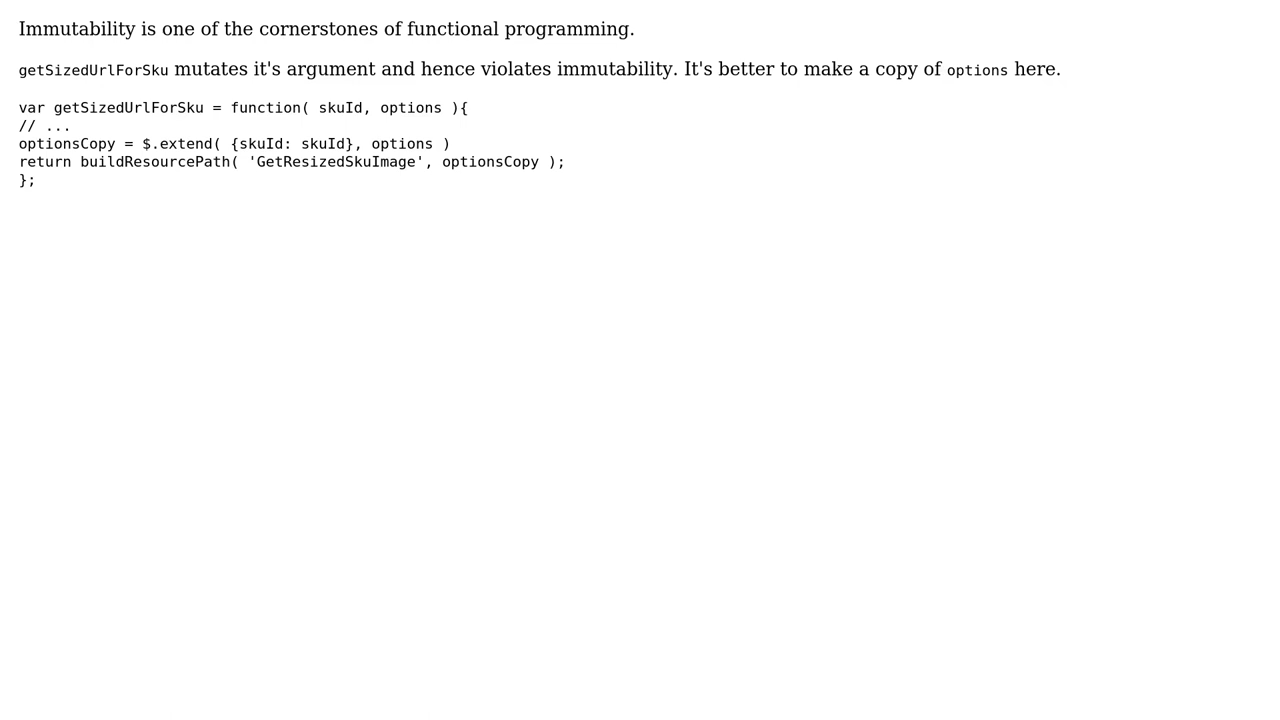 Immutability is one of the cornerstones of functional programming.
getSizedUrlForSku mutates it's argument and hence violates immutability. It's better to make a copy of options here.
var getSizedUrlForSku = function( skuId, options ){
// ...
optionsCopy = $.extend( {skuId: skuId}, options )
return buildResourcePath( 'GetResizedSkuImage', optionsCopy );
};